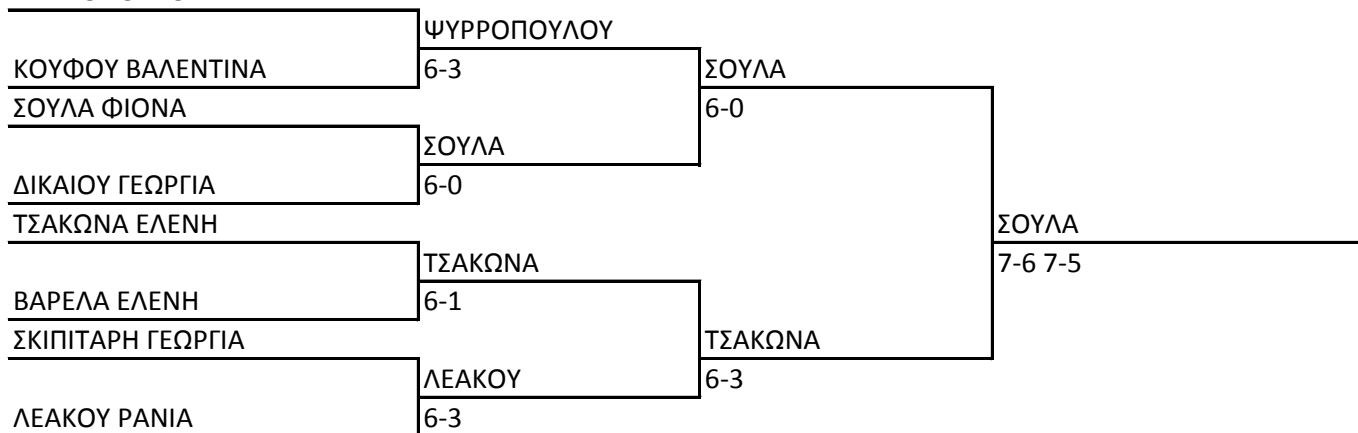 ΨΥΡΡΟΠΟΥΛΟΥ
ΚΟΥΦΟΥ ΒΑΛΕΝΤΙΝΑ
6-3
ΣΟΥΛΑ
ΣΟΥΛΑ ΦΙΟΝΑ
6-0
ΣΟΥΛΑ
ΔΙΚΑΙΟΥ ΓΕΩΡΓΙΑ
6-0
ΤΣΑΚΩΝΑ ΕΛΕΝΗ
ΣΟΥΛΑ
ΤΣΑΚΩΝΑ
7-6 7-5
ΒΑΡΕΛΑ ΕΛΕΝΗ
6-1
ΣΚΙΠΙΤΑΡΗ ΓΕΩΡΓΙΑ
ΤΣΑΚΩΝΑ
ΛΕΑΚΟΥ
6-3
ΛΕΑΚΟΥ ΡΑΝΙΑ
6-3